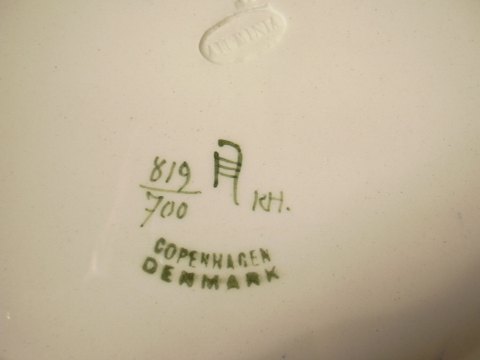 819
700
KH.
COPENHAGEN
DENMARK